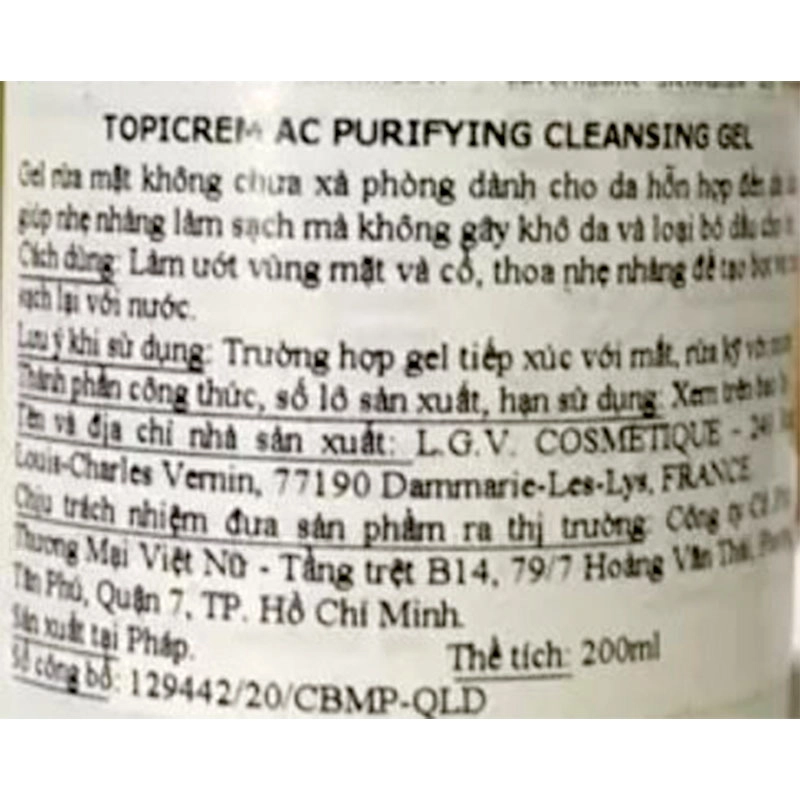 TOPICREM AC PURIFYING CLEANSING GEL
Gel rửa mặt không chứa xà phòng dành cho da hỗn hợp đến da
giúp nhẹ nhàng làm sạch mà không gây khô da và loại bỏ dầu cho
Cách dùng: Làm ướt vùng mặt và cổ, thoa nhẹ nhàng để tạo bọt
sạch lại với nước.
Lưu ý khi sử dụng: Trường hợp gel tiếp xúc với mắt, rửa kỹ với
Thành phần công thức, số lô sản xuất, hạn sử dụng: Xem trên bao
Tên và địa chỉ nhà sản xuất: L.G.V. COSMETIQUE -
Louis-Charles Vernin, 77190 Dammarie-Les-Lys, FRANCE
Chịu trách nhiệm đưa sản phẩm ra thị trường: Công ty Cổ
Thương Mại Việt Nữ - Tầng trệt B14, 79/7 Hoàng Văn Thái,
Tân Phú, Quận 7, TP. Hồ Chí Minh.
Sản xuất tại Pháp. Thể tích: 200ml
Số công bố: 129442/20/CBMP-QLD